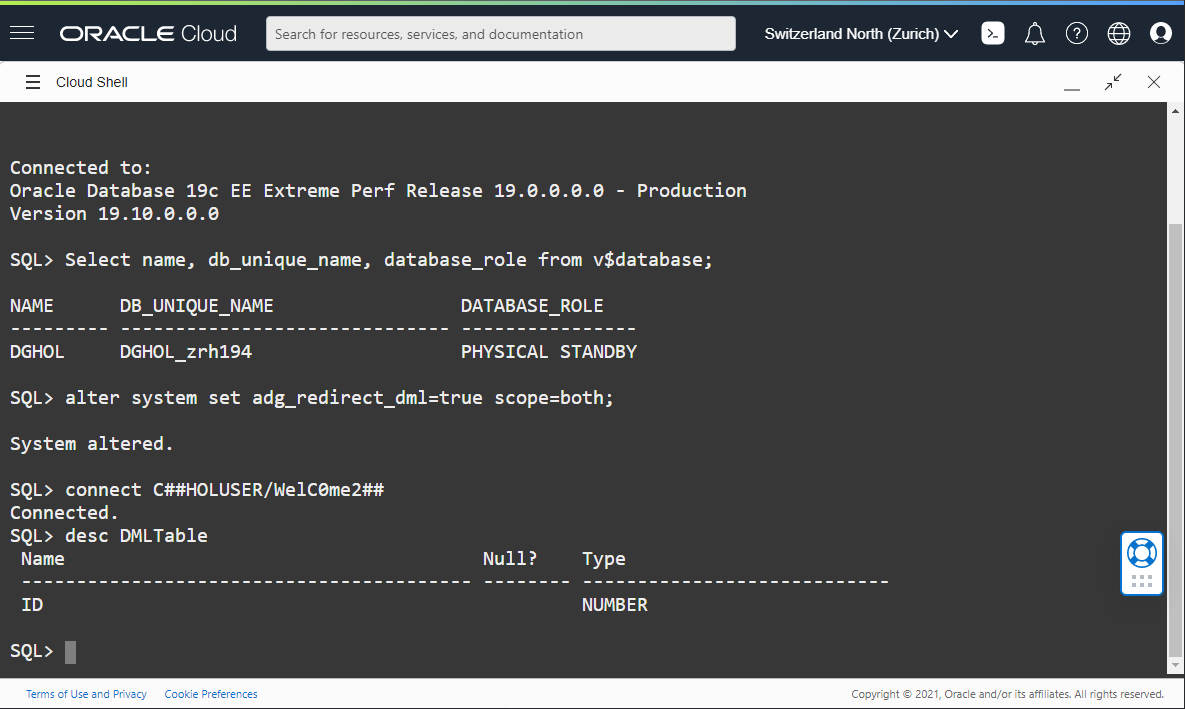 ORACLE Cloud
Search for resources, services, and documentation
Switzerland North (Zurich)
Cloud Shell
Connected to:
Oracle Database 19c EE Extreme Perf Release 19.0.0.0.0 - Production
Version 19.10.0.0.0
SQL> Select name, db_unique_name, database_role from v$database;
NAME      DB_UNIQUE_NAME                 DATABASE_ROLE
--------- ------------------------------ ----------------
DGHOL     DGHOL_zrh194                   PHYSICAL STANDBY
SQL> alter system set adg_redirect_dml=true scope=both;
System altered.
SQL> connect C##HOLUSER/WelC0me2##
Connected.
SQL> desc DMLTable
 Name                                      Null?    Type
 ----------------------------------------- -------- ----------------------------
 ID                                                 NUMBER
SQL>
Terms of Use and Privacy Cookie Preferences Copyright © 2021, Oracle and/or its affiliates. All rights reserved.